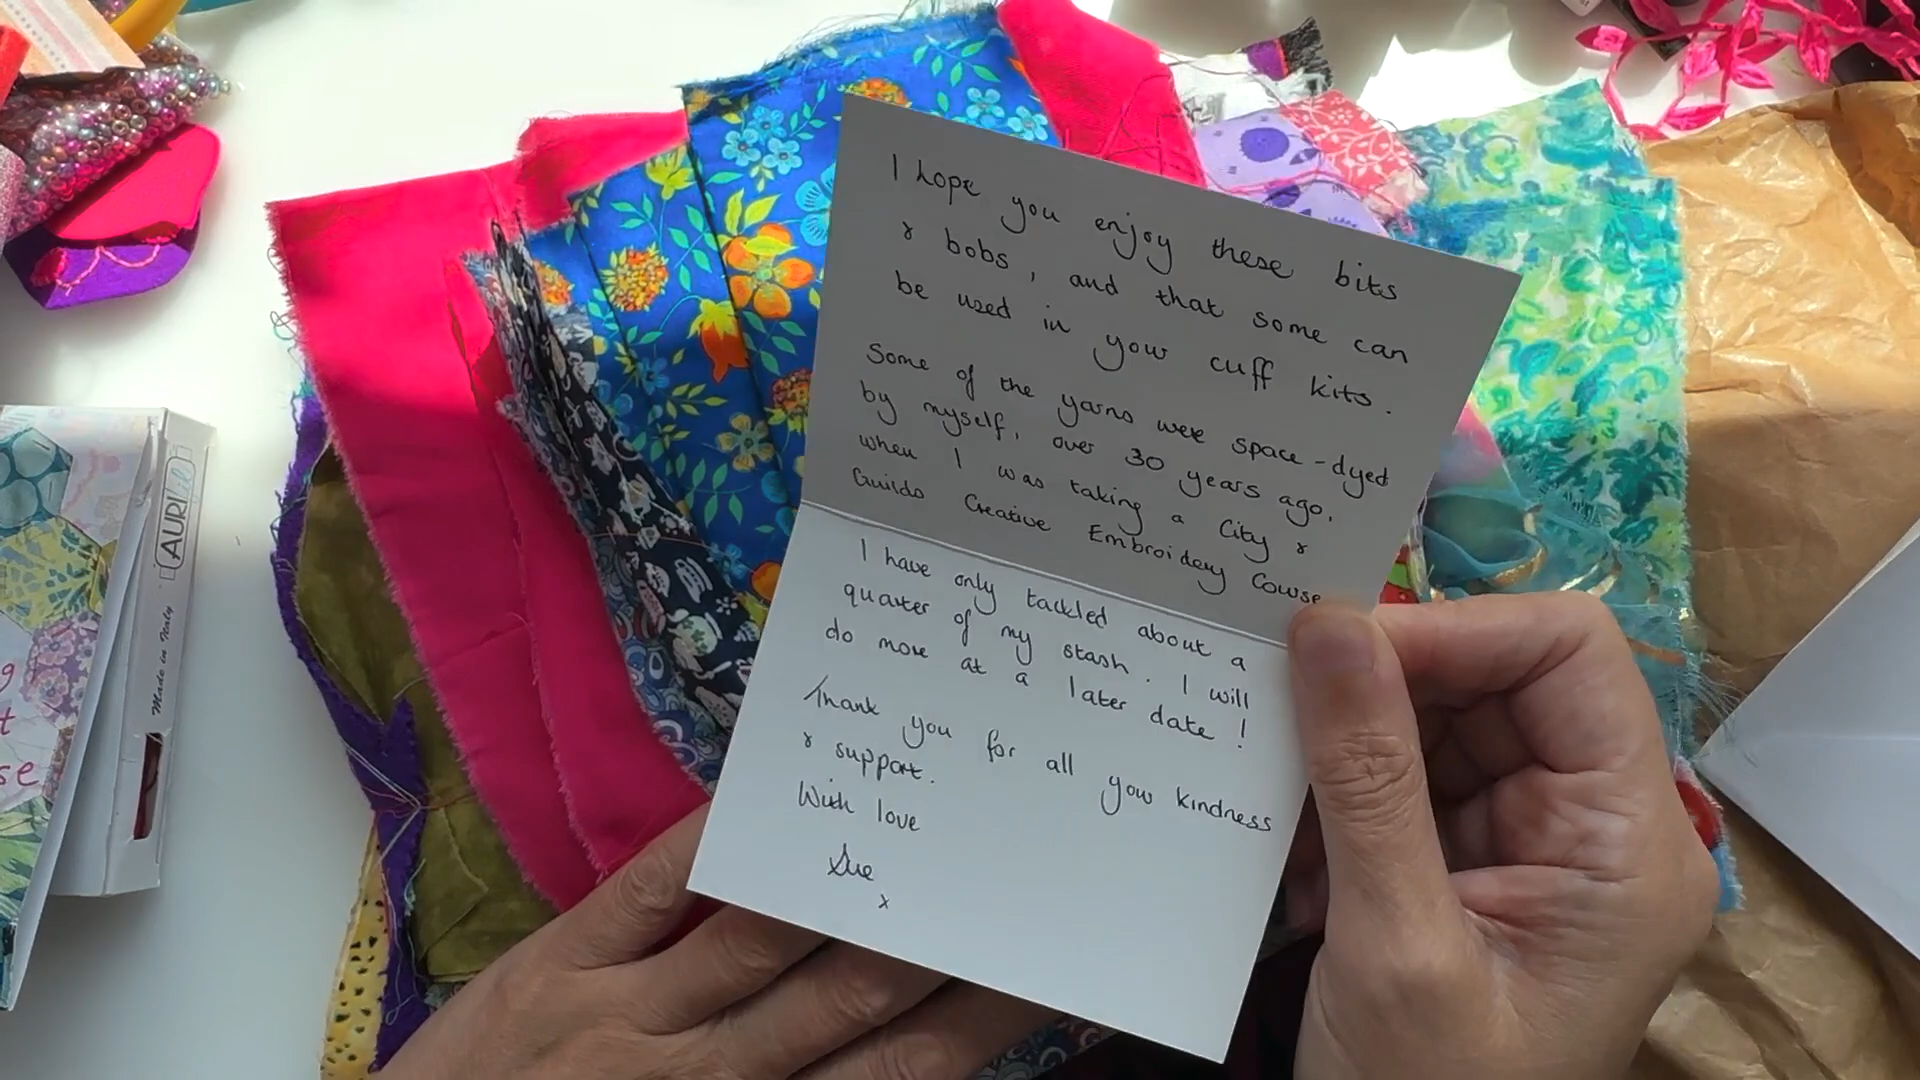 I hope you enjoy these bits
& bobs, and that some can
be used in your cuff kits.
Some of the yarns were space-dyed
by myself, over 30 years ago,
when I was taking a City &
Guilds Creative Embroidery Course
I have only tackled about a
quarter of my stash. I will
do more at a later date!
Thank you for all your kindness
& support.
With love
Sue
x
AURIfil
Made in Italy
g
t
se